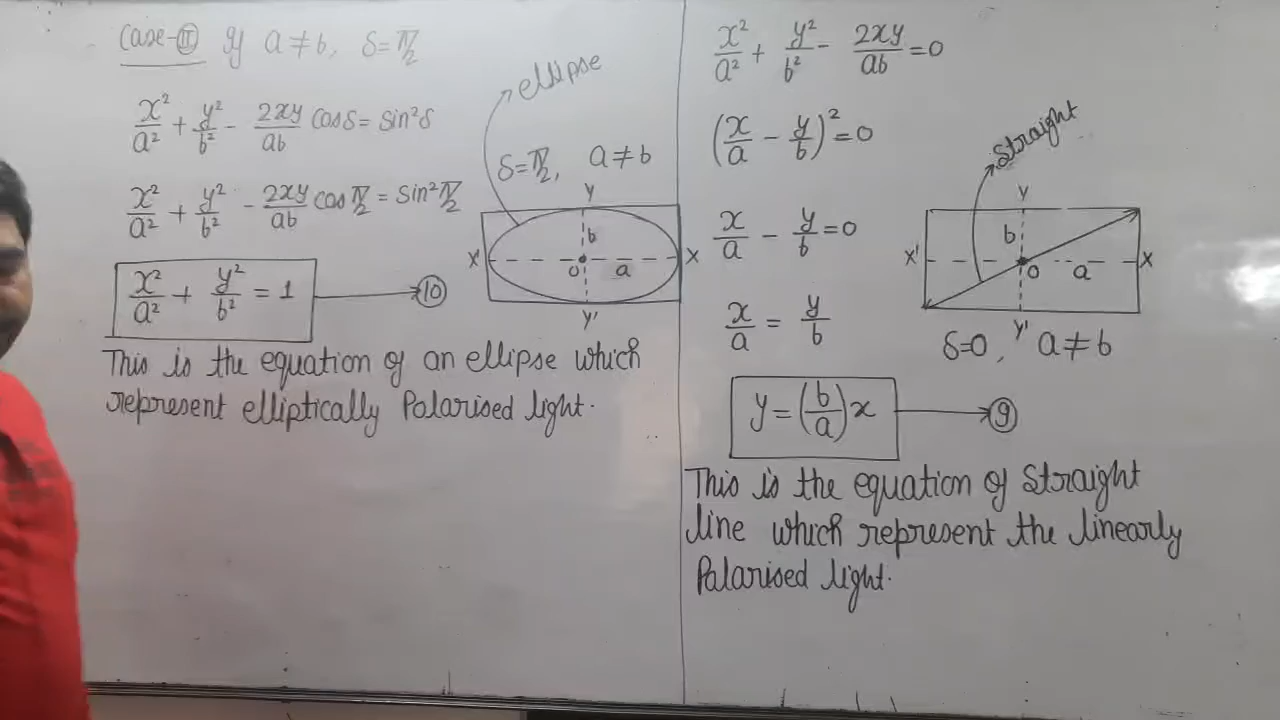 Case-II If a ≠ b, δ = π/2
x²/a² + y²/b² - 2xy/ab Cosδ = Sin²δ
x²/a² + y²/b² - 2xy/ab cos π/2 = Sin² π/2
x²/a² + y²/b² = 1 → 10
This is the equation of an ellipse which
represent elliptically Polarised light.
ellipse
δ = π/2, a ≠ b
Y
b
X' O a X
Y'
x²/a² + y²/b² - 2xy/ab = 0
(x/a - y/b)² = 0
x/a - y/b = 0
x/a = y/b
y = (b/a)x → 9
This is the equation of Straight
line which represent the linearly
Palarised light.
Straight
Y
b
X' O a X
Y'
δ=0, a ≠ b